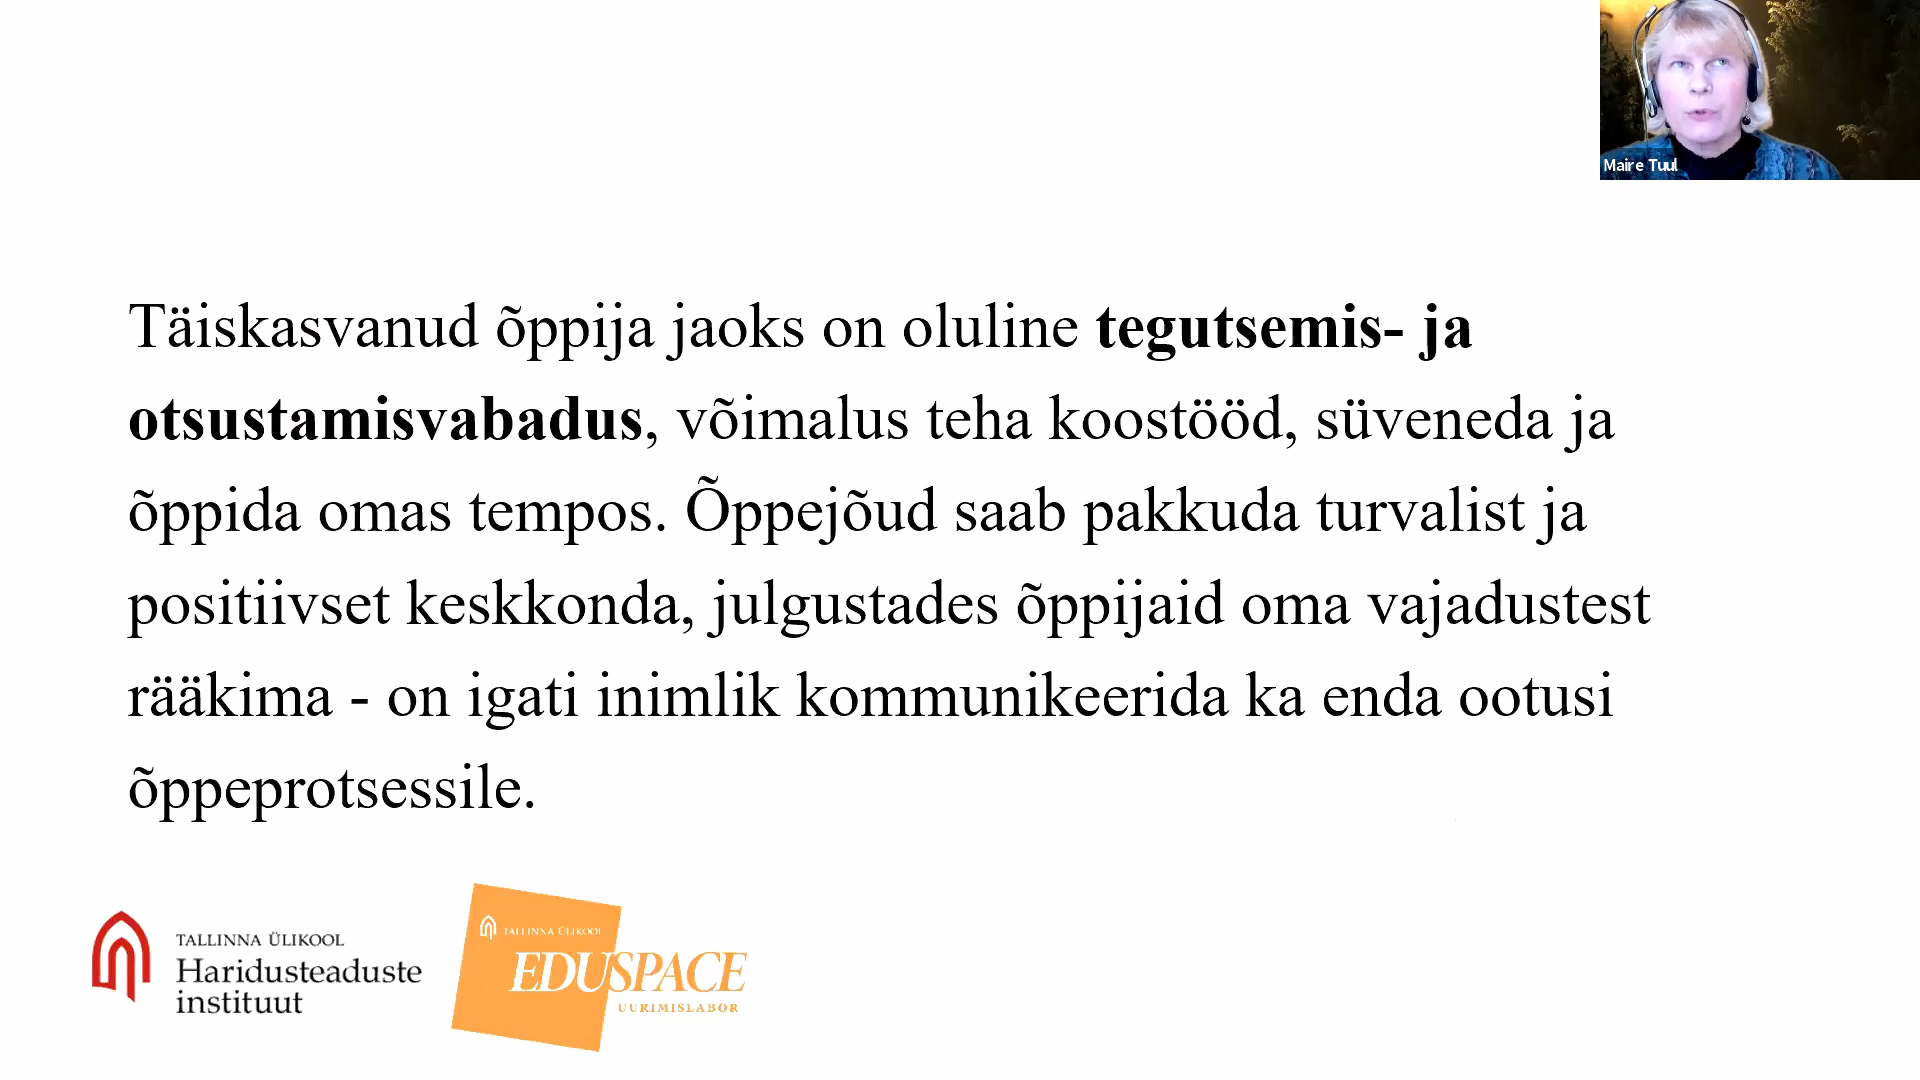 Maire Tuul
Täiskasvanud õppija jaoks on oluline tegutsemis- ja
otsustamisvabadus, võimalus teha koostööd, süveneda ja
õppida omas tempos. Õppejõud saab pakkuda turvalist ja
positiivset keskkonda, julgustades õppijaid oma vajadustest
rääkima - on igati inimlik kommunikeerida ka enda ootusi
õppeprotsessile.
TALLINNA ÜLIKOOL
Haridusteaduste
instituut
TALLINNA ÜLIKOOL
EDUSPACE
UURIMISLABOR